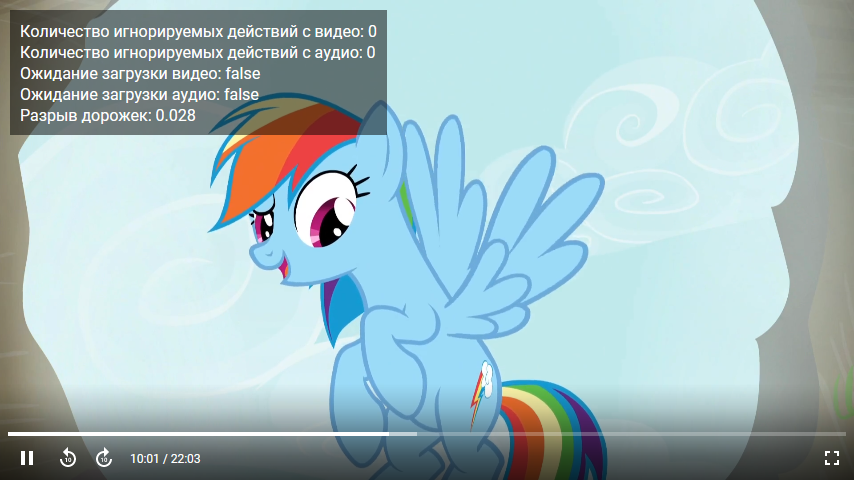 Количество игнорируемых действий с видео: 0
Количество игнорируемых действий с аудио: 0
Ожидание загрузки видео: false
Ожидание загрузки аудио: false
Разрыв дорожек: 0.028
10 10 10:01 / 22:03